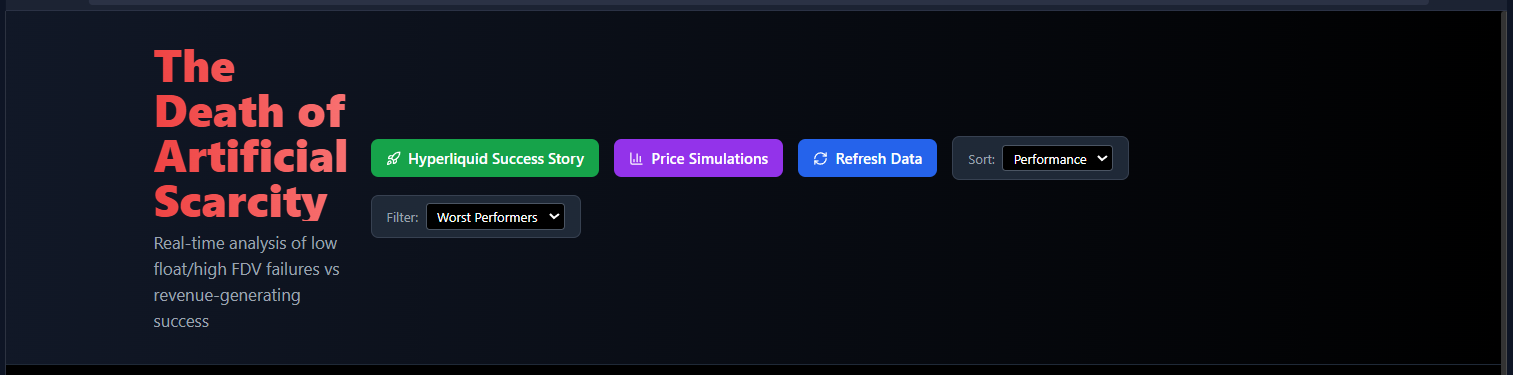 The
Death of
Artificial
Scarcity
Real-time analysis of low
float/high FDV failures vs
revenue-generating
success
Hyperliquid Success Story
Price Simulations
Refresh Data
Sort: Performance
Filter: Worst Performers